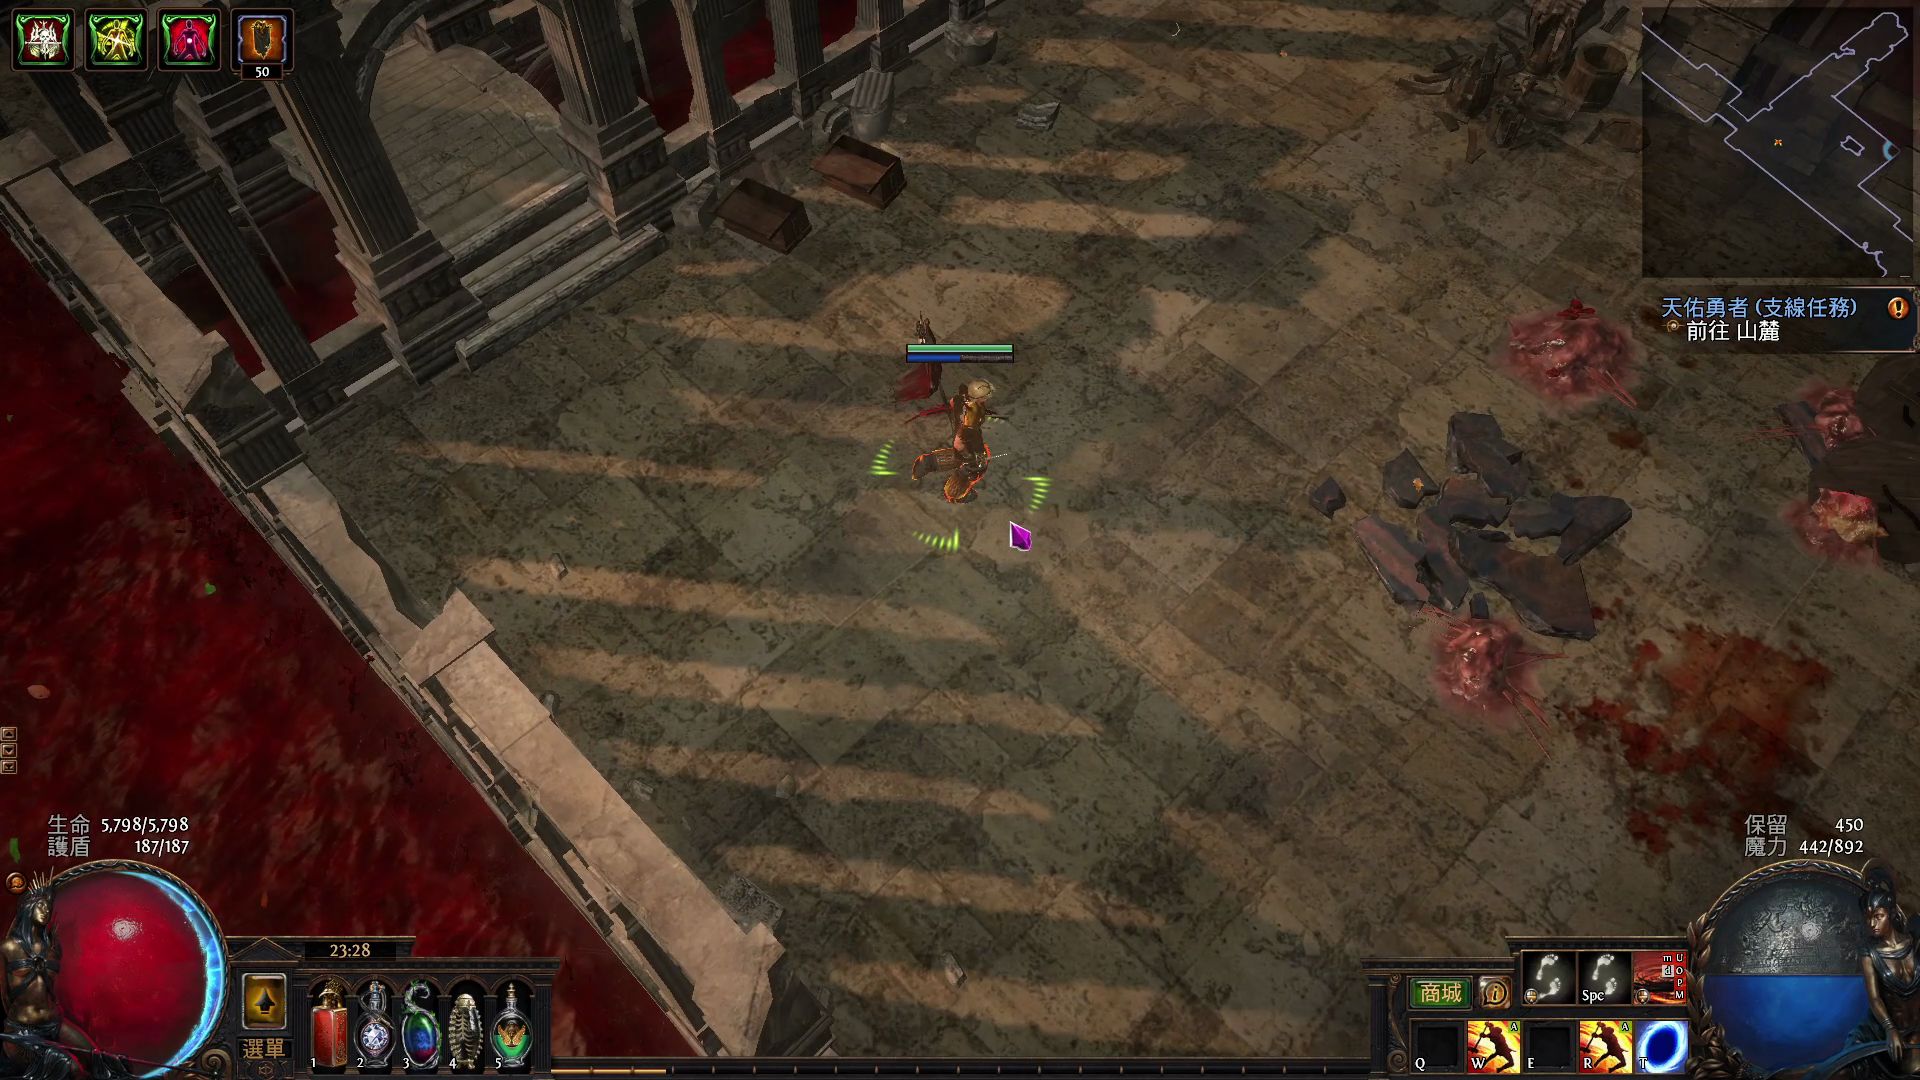 50
天佑勇者 (支線任務)
前往 山麓
生命 5,798/5,798
護盾 187/187
保留 450
魔力 442/892
23:28
選單
1 2 3 4 5
商城
Spc
m U
d O
P
M
A A
Q W E R T